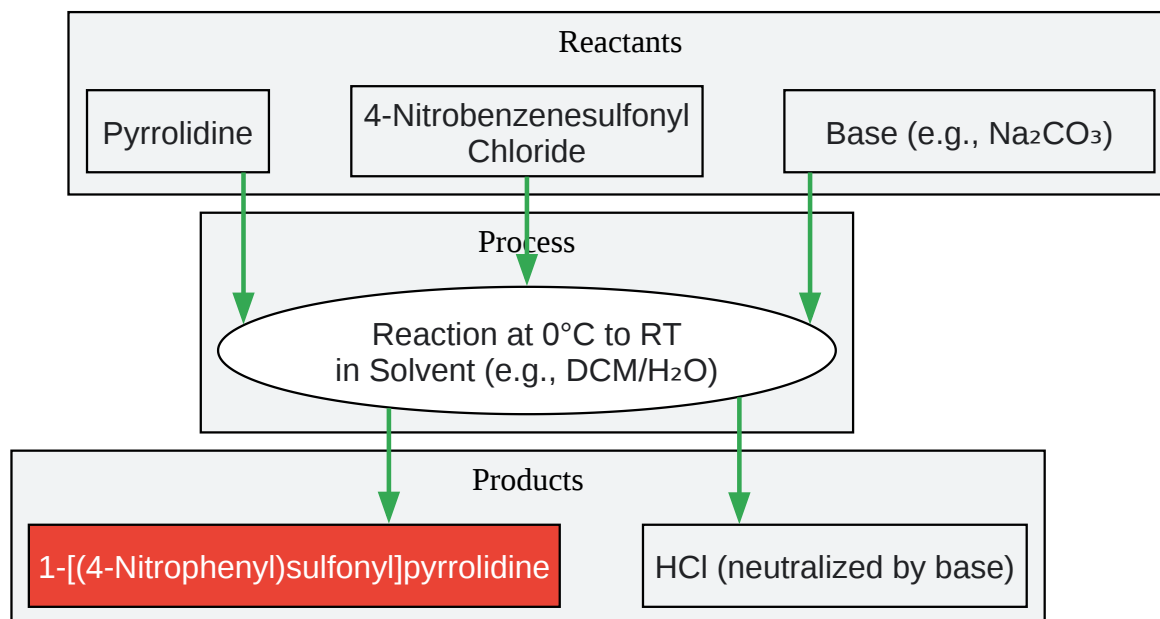 Reactants
Pyrrolidine
4-Nitrobenzenesulfonyl
Chloride
Base (e.g., Na₂CO₃)
Process
Reaction at 0°C to RT
in Solvent (e.g., DCM/H₂O)
Products
1-[(4-Nitrophenyl)sulfonyl]pyrrolidine
HCl (neutralized by base)